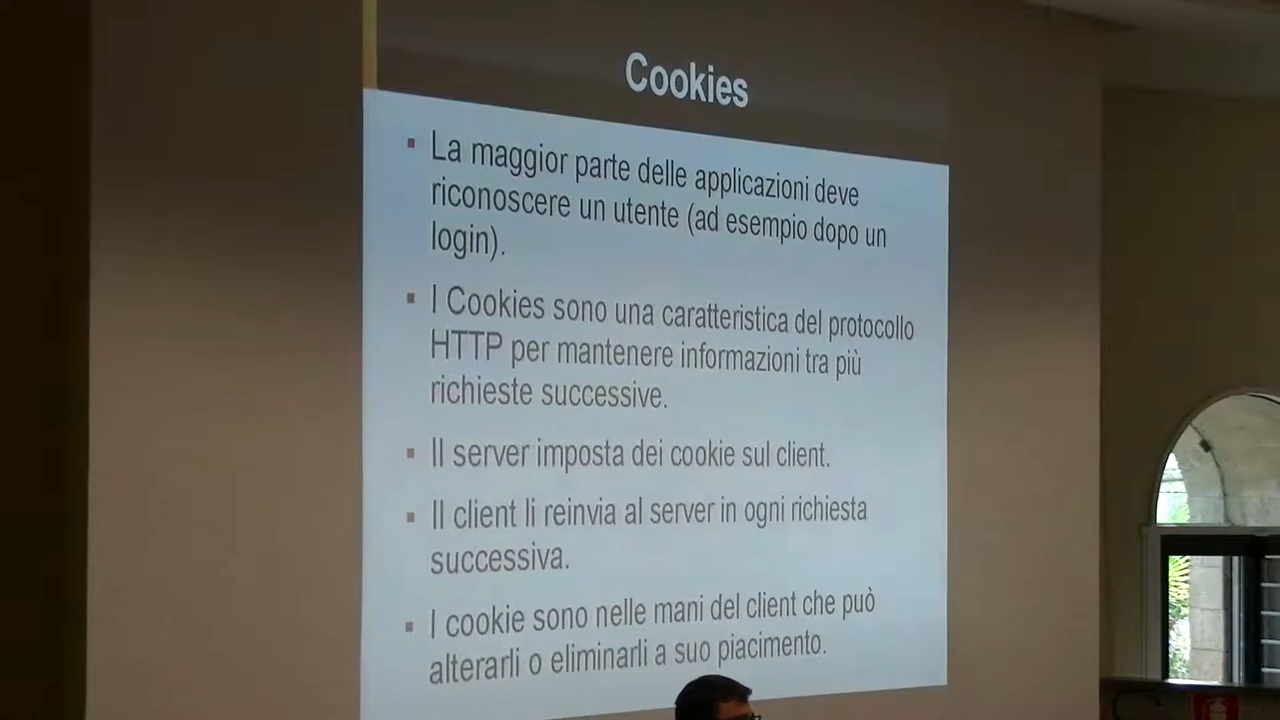 Cookies
La maggior parte delle applicazioni deve
riconoscere un utente (ad esempio dopo un
login).
I Cookies sono una caratteristica del protocollo
HTTP per mantenere informazioni tra più
richieste successive.
Il server imposta dei cookie sul client.
Il client li reinvia al server in ogni richiesta
successiva.
I cookie sono nelle mani del client che può
alterarli o eliminarli a suo piacimento.